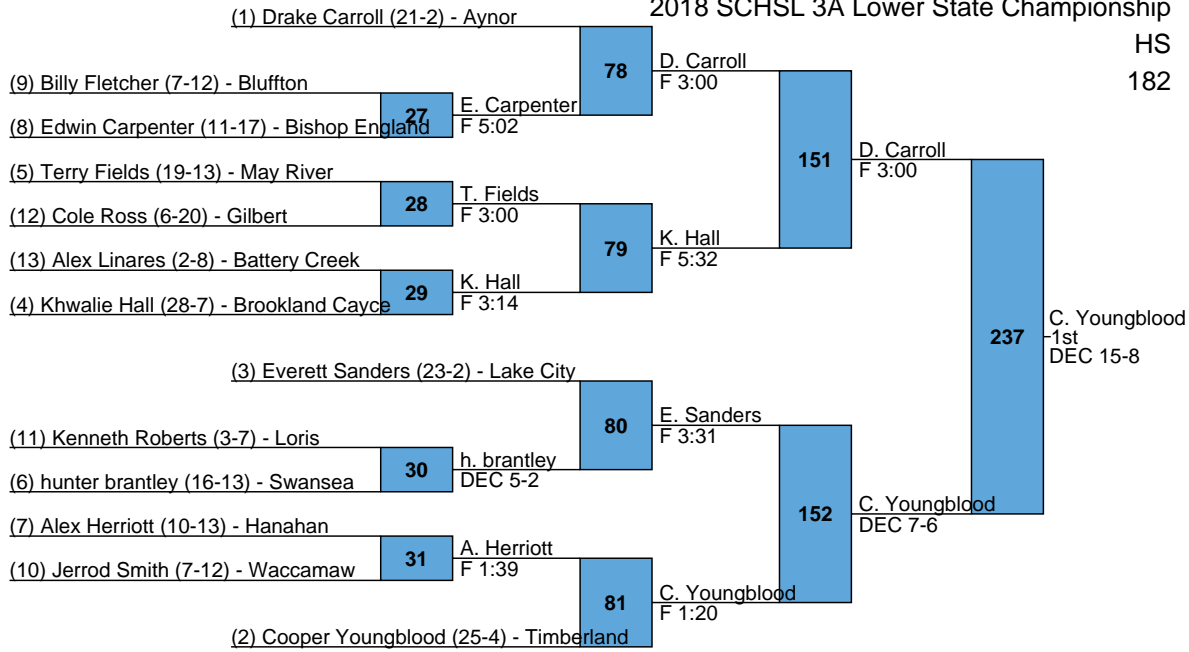 2018 SCHSL 3A Lower State Championship
HS
182
(1) Drake Carroll (21-2) - Aynor
78
D. Carroll
F 3:00
(9) Billy Fletcher (7-12) - Bluffton
27
E. Carpenter
F 5:02
(8) Edwin Carpenter (11-17) - Bishop England
151
D. Carroll
F 3:00
(5) Terry Fields (19-13) - May River
28
T. Fields
F 3:00
(12) Cole Ross (6-20) - Gilbert
79
K. Hall
F 5:32
(13) Alex Linares (2-8) - Battery Creek
29
K. Hall
F 3:14
(4) Khwalie Hall (28-7) - Brookland Cayce
237
C. Youngblood
1st
DEC 15-8
(3) Everett Sanders (23-2) - Lake City
80
E. Sanders
F 3:31
(11) Kenneth Roberts (3-7) - Loris
30
h. brantley
DEC 5-2
(6) hunter brantley (16-13) - Swansea
152
C. Youngblood
DEC 7-6
(7) Alex Herriott (10-13) - Hanahan
31
A. Herriott
F 1:39
(10) Jerrod Smith (7-12) - Waccamaw
81
C. Youngblood
F 1:20
(2) Cooper Youngblood (25-4) - Timberland